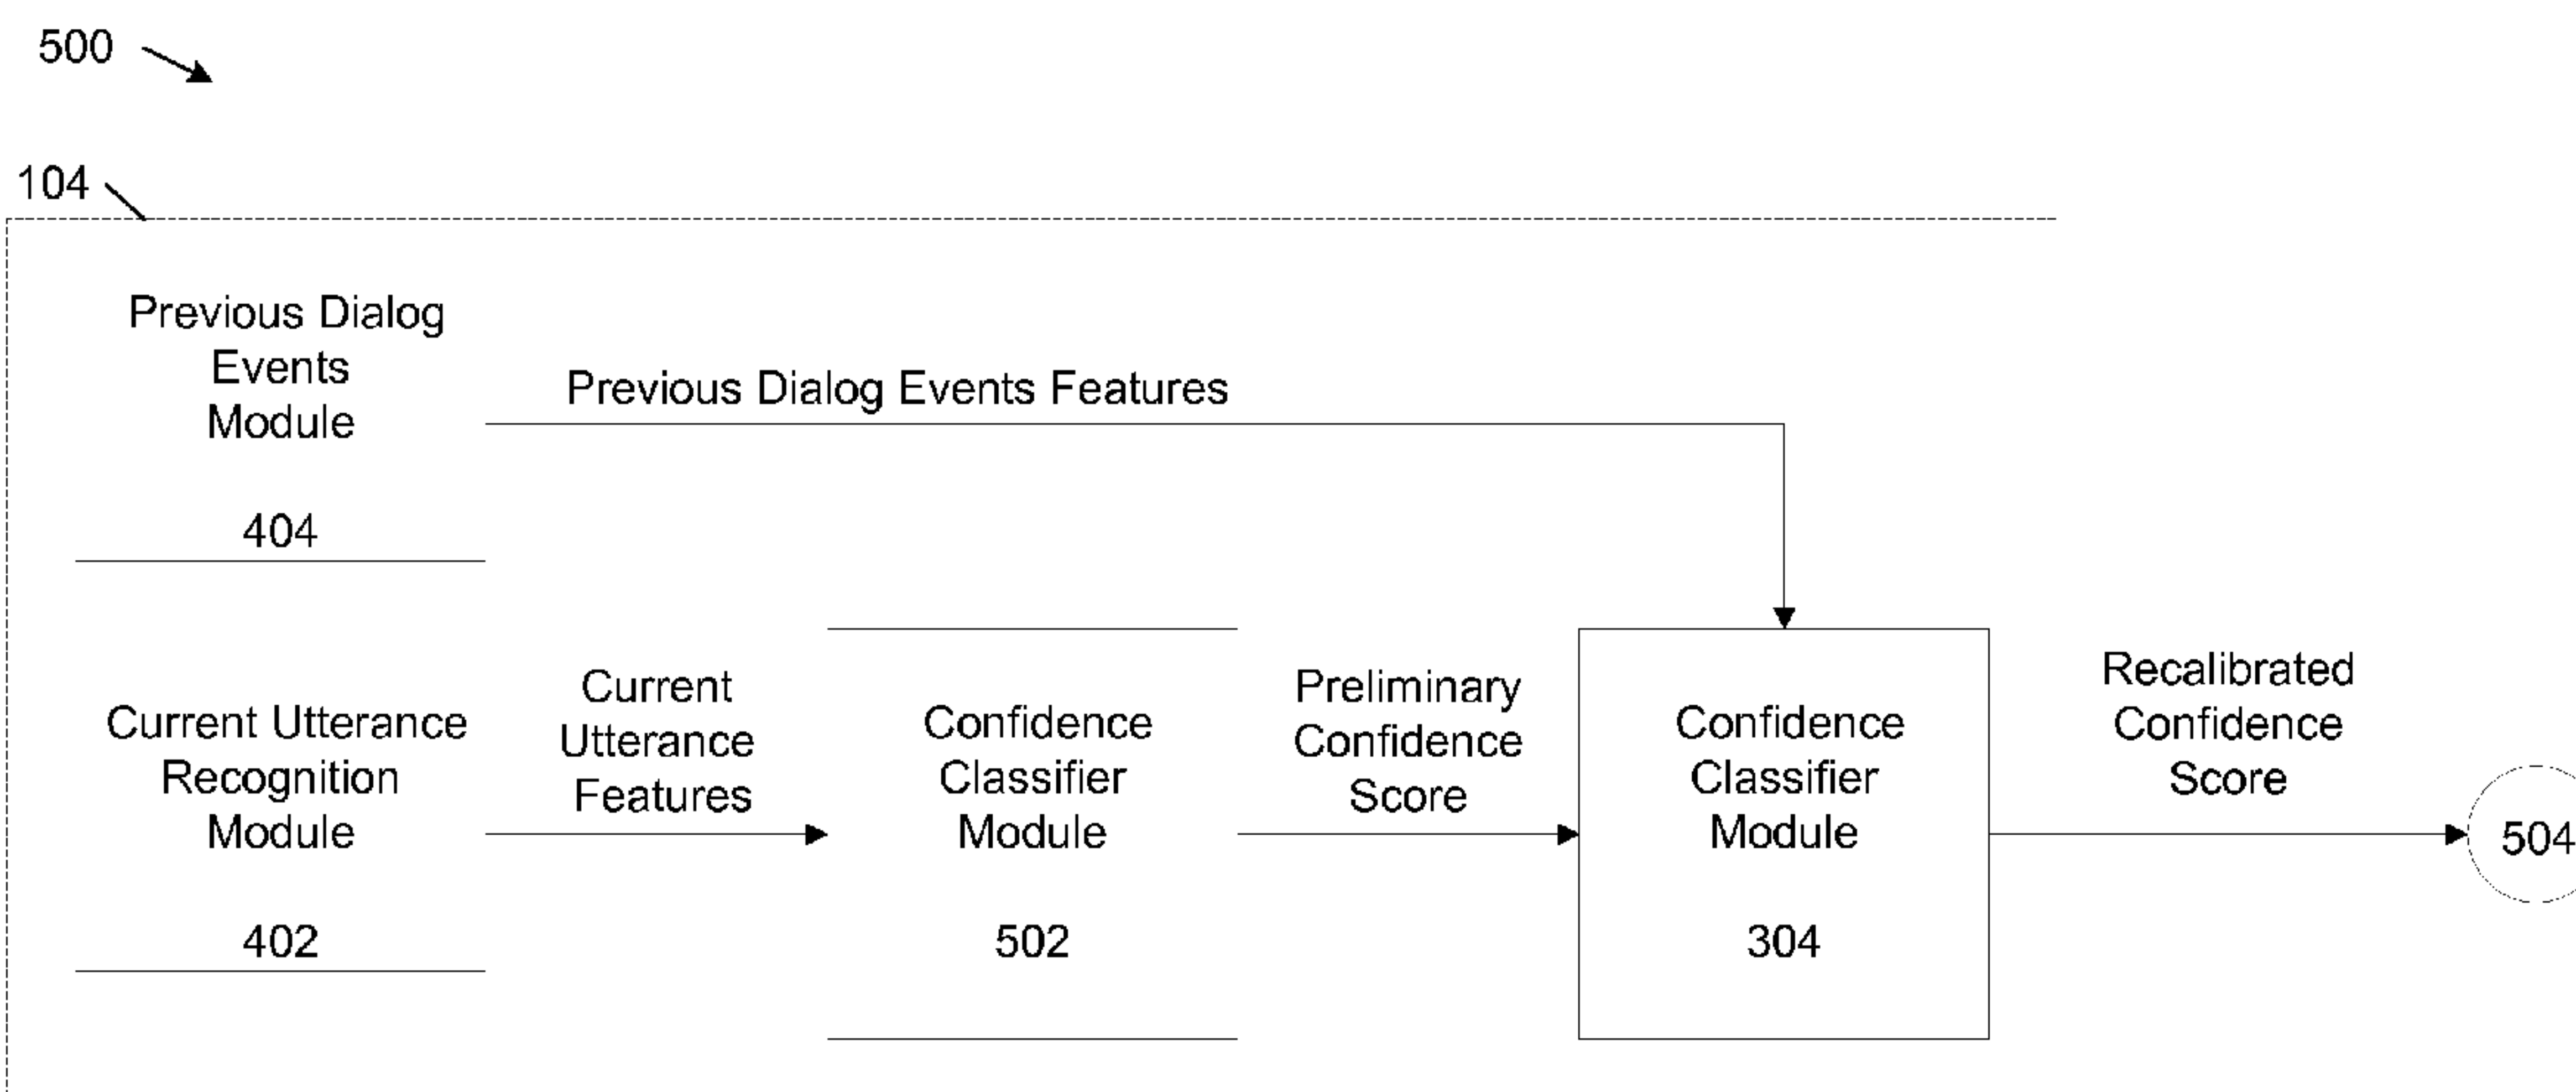 500
104
Previous Dialog
Events
Module
404
Previous Dialog Events Features
Current Utterance
Recognition
Module
402
Current
Utterance
Features
Confidence
Classifier
Module
502
Preliminary
Confidence
Score
Confidence
Classifier
Module
304
Recalibrated
Confidence
Score
504